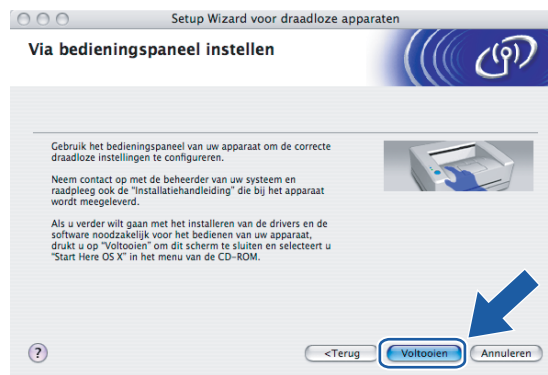 Setup Wizard voor draadloze apparaten
Via bedieningspaneel instellen
Gebruik het bedieningspaneel van uw apparaat om de correcte
draadloze instellingen te configureren.
Neem contact op met de beheerder van uw systeem en
raadpleeg ook de "Installatiehandleiding" die bij het apparaat
wordt meegeleverd.
Als u verder wilt gaan met het installeren van de drivers en de
software noodzakelijk voor het bedienen van uw apparaat,
drukt u op "Voltooien" om dit scherm te sluiten en selecteert u
"Start Here OS X" in het menu van de CD-ROM.
?
<Terug
Voltooien
Annuleren